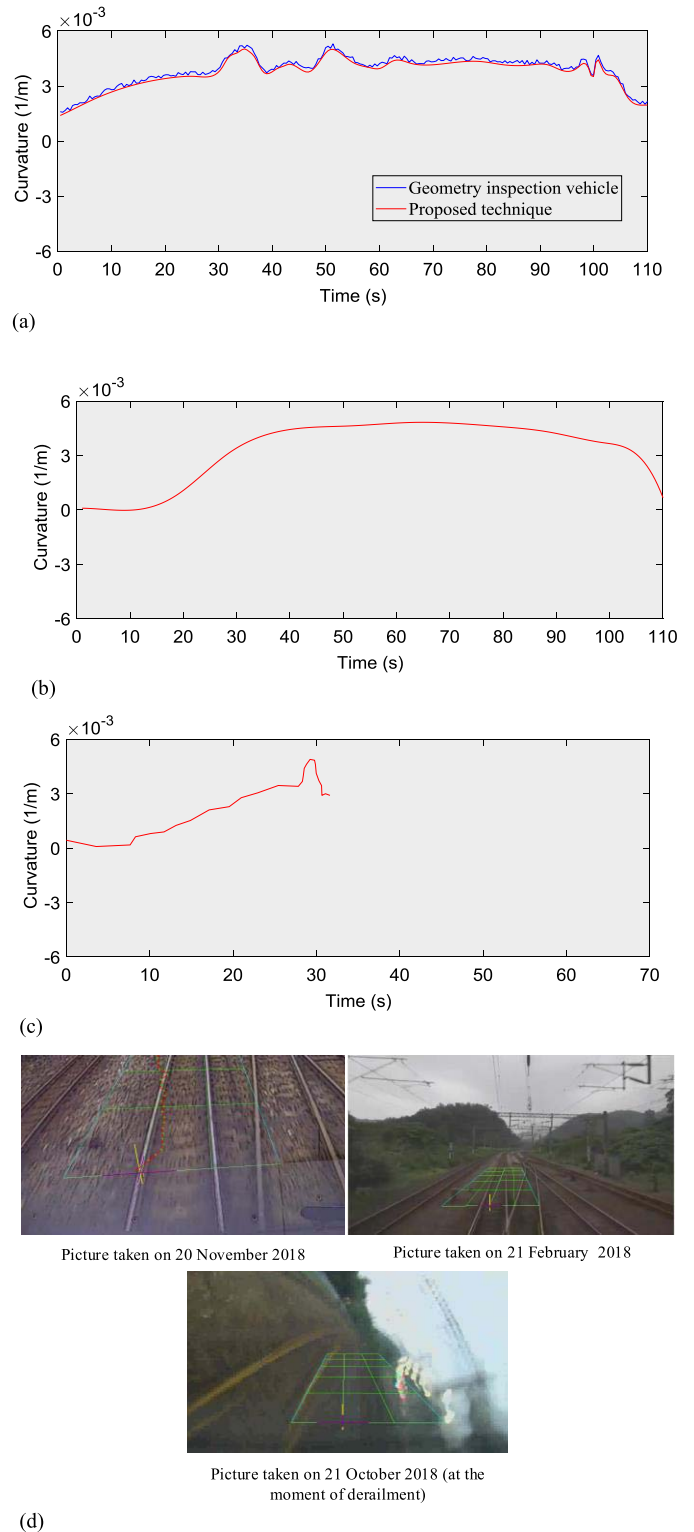 ×10-3
6
3
0
-3
-6
Curvature (1/m)
Geometry inspection vehicle
Proposed technique
0 10 20 30 40 50 60 70 80 90 100 110
Time (s)
(a)
×10-3
6
3
0
-3
-6
Curvature (1/m)
0 10 20 30 40 50 60 70 80 90 100 110
Time (s)
(b)
×10-3
6
3
0
-3
-6
Curvature (1/m)
0 10 20 30 40 50 60 70
Time (s)
(c)
Picture taken on 20 November 2018
Picture taken on 21 February 2018
Picture taken on 21 October 2018 (at the
moment of derailment)
(d)